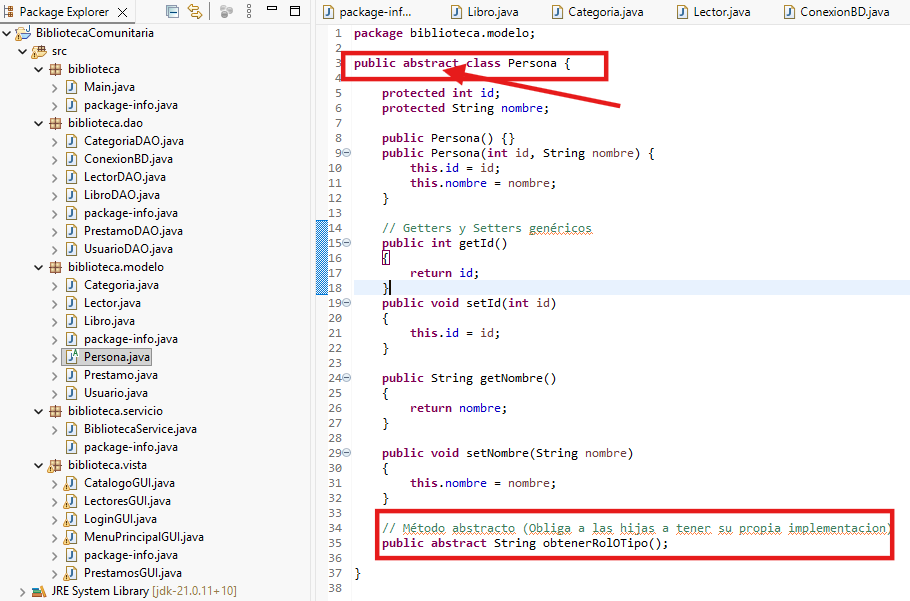 Package Explorer
BibliotecaComunitaria
src
biblioteca
Main.java
package-info.java
biblioteca.dao
CategoriaDAO.java
ConexionBD.java
LectorDAO.java
LibroDAO.java
package-info.java
PrestamoDAO.java
UsuarioDAO.java
biblioteca.modelo
Categoria.java
Lector.java
Libro.java
package-info.java
Persona.java
Prestamo.java
Usuario.java
biblioteca.servicio
BibliotecaService.java
package-info.java
biblioteca.vista
CatalogoGUI.java
LectoresGUI.java
LoginGUI.java
MenuPrincipalGUI.java
package-info.java
PrestamosGUI.java
JRE System Library [jdk-21.0.11+10]
package-inf... Libro.java Categoria.java Lector.java ConexionBD.java
1 package biblioteca.modelo;
2
3 public abstract class Persona {
4
5 protected int id;
6 protected String nombre;
7
8 public Persona() {}
9 public Persona(int id, String nombre) {
10 this.id = id;
11 this.nombre = nombre;
12 }
13
14 // Getters y Setters genéricos
15 public int getId()
16 {
17 return id;
18 }
19 public void setId(int id)
20 {
21 this.id = id;
22 }
23
24 public String getNombre()
25 {
26 return nombre;
27 }
28
29 public void setNombre(String nombre)
30 {
31 this.nombre = nombre;
32 }
33
34 // Método abstracto (Obliga a las hijas a tener su propia implementacion)
35 public abstract String obtenerRolOTipo();
36
37 }
38